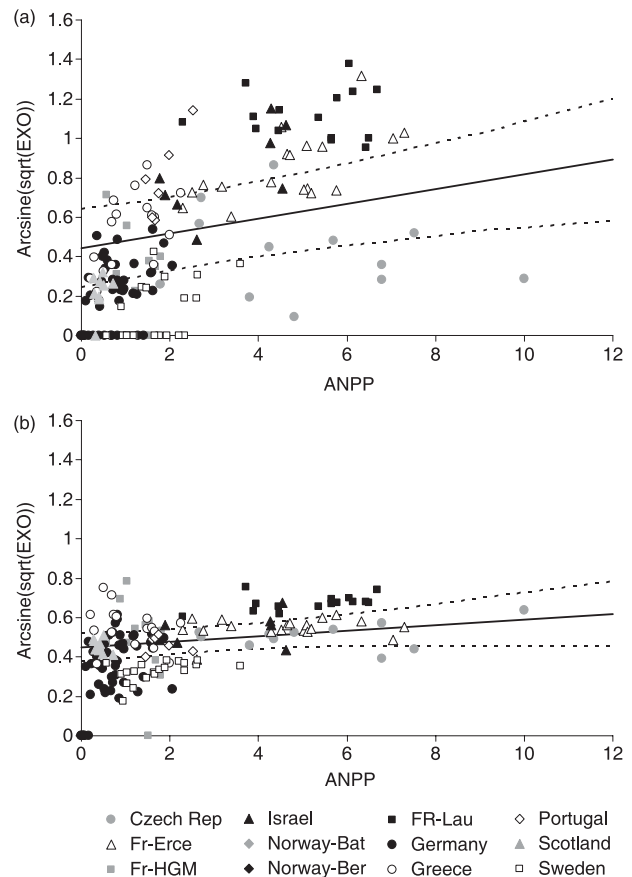 (a)
1.6
1.4
1.2
1
0.8
0.6
0.4
0.2
0
Arcsine(sqrt(EXO))
0 2 4 6 8 10 12
ANPP
(b)
1.6
1.4
1.2
1
0.8
0.6
0.4
0.2
0
Arcsine(sqrt(EXO))
0 2 4 6 8 10 12
ANPP
Czech Rep Israel FR-Lau Portugal
Fr-Erce Norway-Bat Germany Scotland
Fr-HGM Norway-Ber Greece Sweden